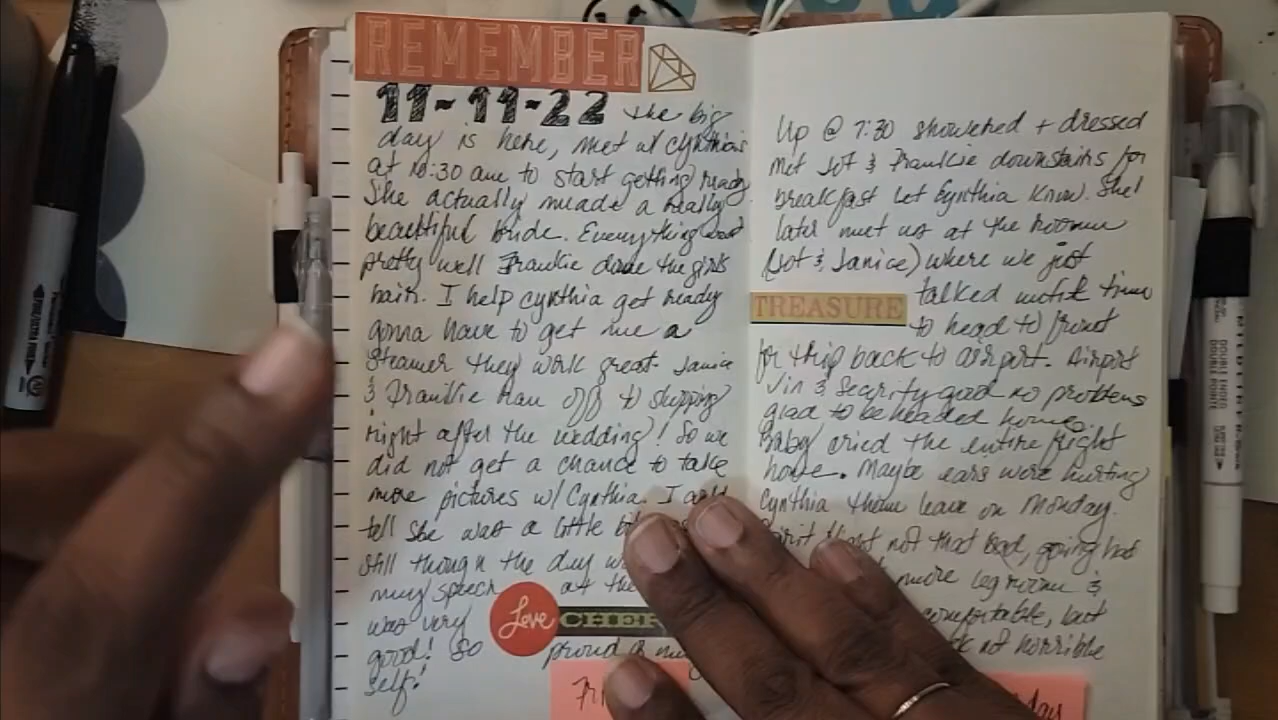 REMEMBER
11-11-22 the big
day is here, met w/ Cynthia's
at 10:30 am to start getting ready
She actually made a really
beautiful bride. Everything went
pretty well Frankie done the girls
hair. I help cynthia get ready
gonna have to get me a
steamer they work great. Janice
& Frankie ran off to shopping
right after the wedding! So we
did not get a chance to take
more pictures w/ Cynthia. I could
tell she was a little
still though the day
my speech at the
was very Love CHER
good! So proud of my
self!
Up @ 7:30 showered + dressed
met Jot & Frankie downstairs for
breakfast let Cynthia know. She
later met us at the room
(Jot & Janice) where we just
talked until time
TREASURE to head to front
for trip back to airport. Airport
& Security good no problems
glad to be headed home.
Baby cried the entire flight
home. Maybe ears were hurting
Cynthia them leave on Monday.
not that bad, going but
more leg room &
comfortable, but
not horrible